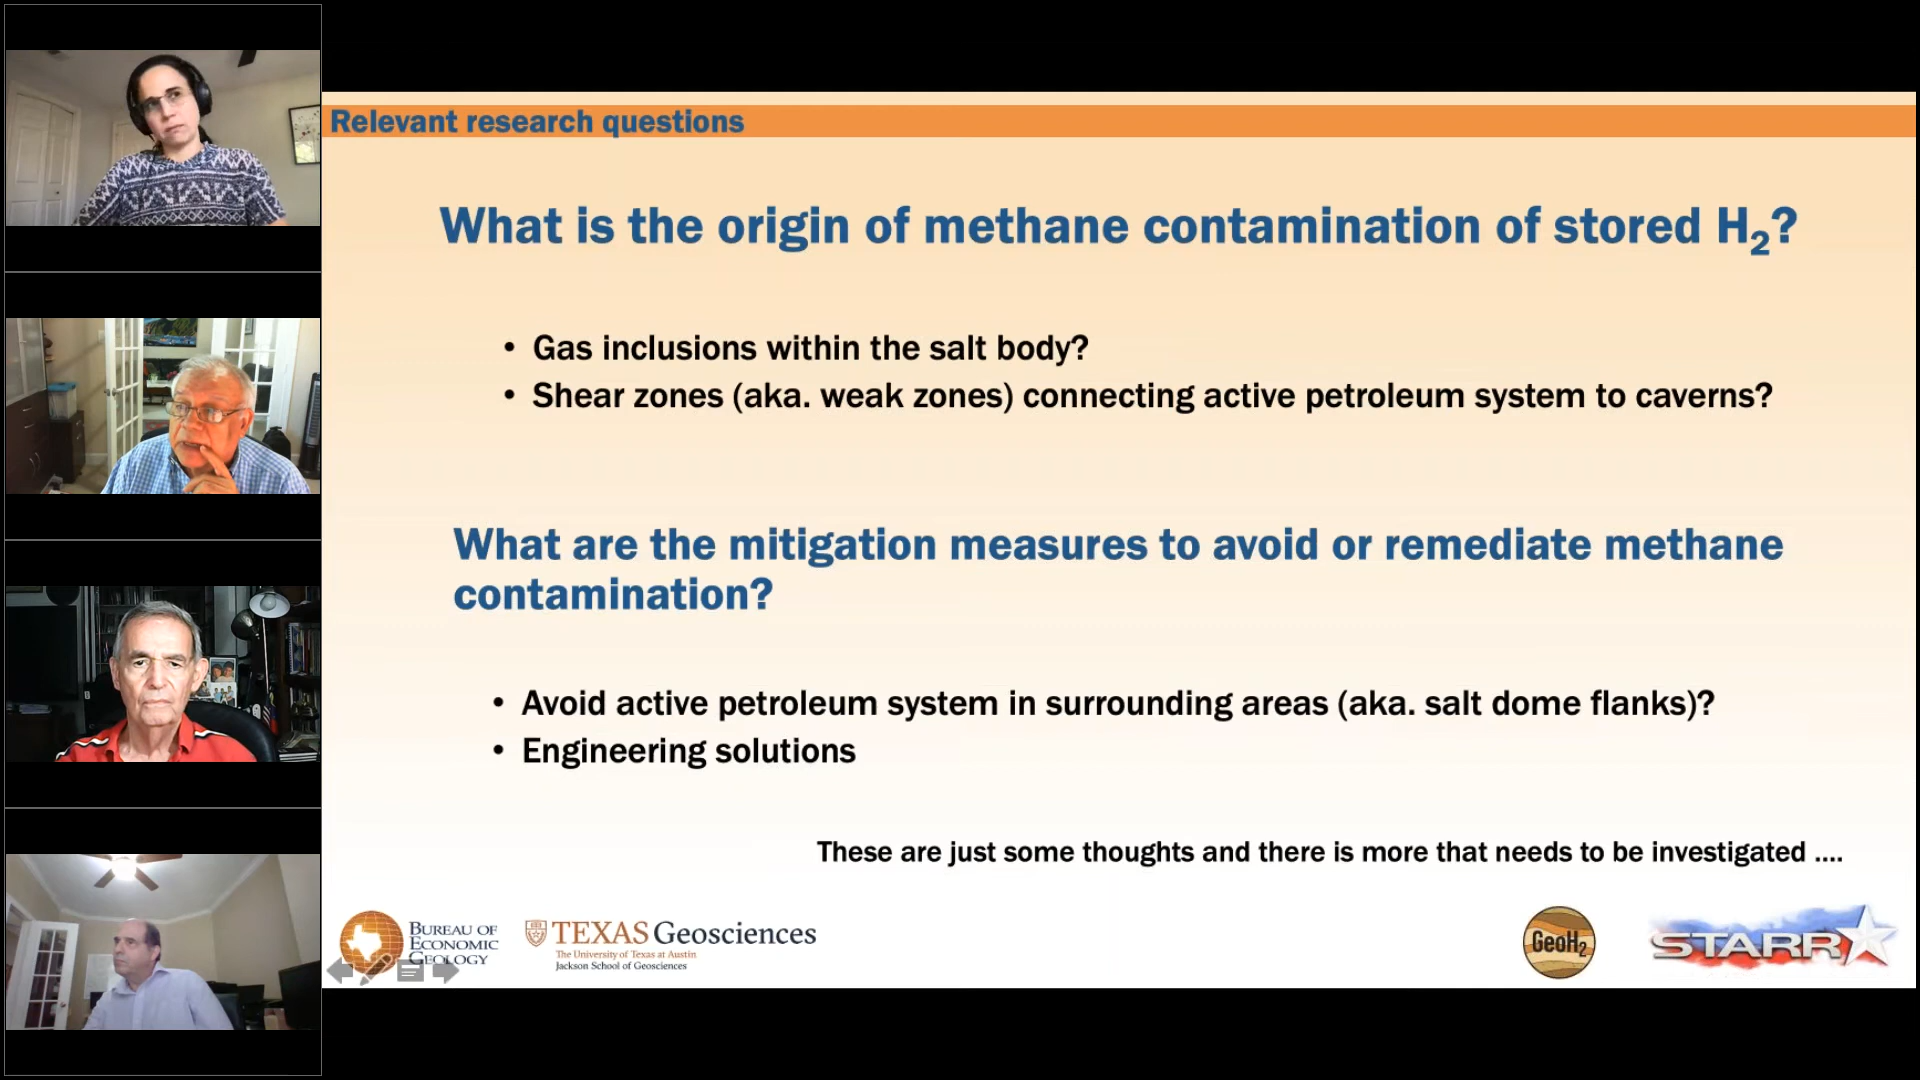 Relevant research questions
What is the origin of methane contamination of stored H₂?
• Gas inclusions within the salt body?
• Shear zones (aka. weak zones) connecting active petroleum system to caverns?
What are the mitigation measures to avoid or remediate methane
contamination?
• Avoid active petroleum system in surrounding areas (aka. salt dome flanks)?
• Engineering solutions
These are just some thoughts and there is more that needs to be investigated ....
BUREAU OF
ECONOMIC
GEOLOGY
TEXAS Geosciences
The University of Texas at Austin
Jackson School of Geosciences
GeoH₂
STARR